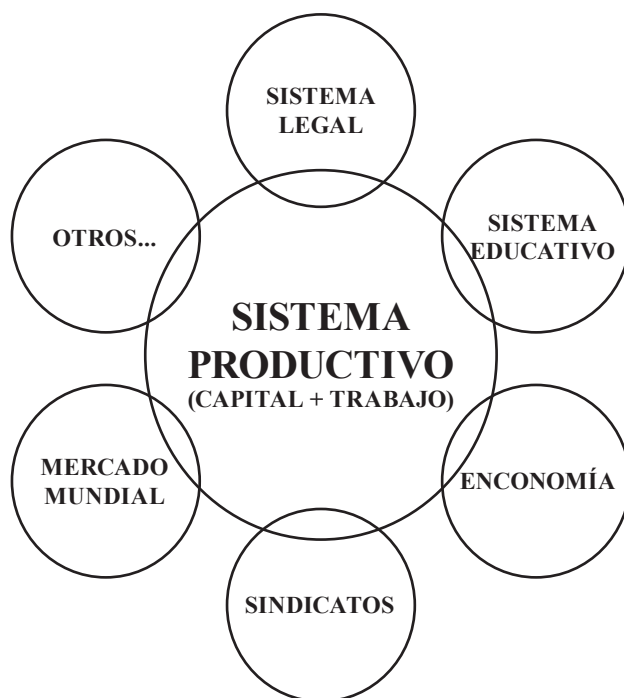 SISTEMA
LEGAL
OTROS...
SISTEMA
EDUCATIVO
SISTEMA
PRODUCTIVO
(CAPITAL + TRABAJO)
MERCADO
MUNDIAL
ENCONOMÍA
SINDICATOS